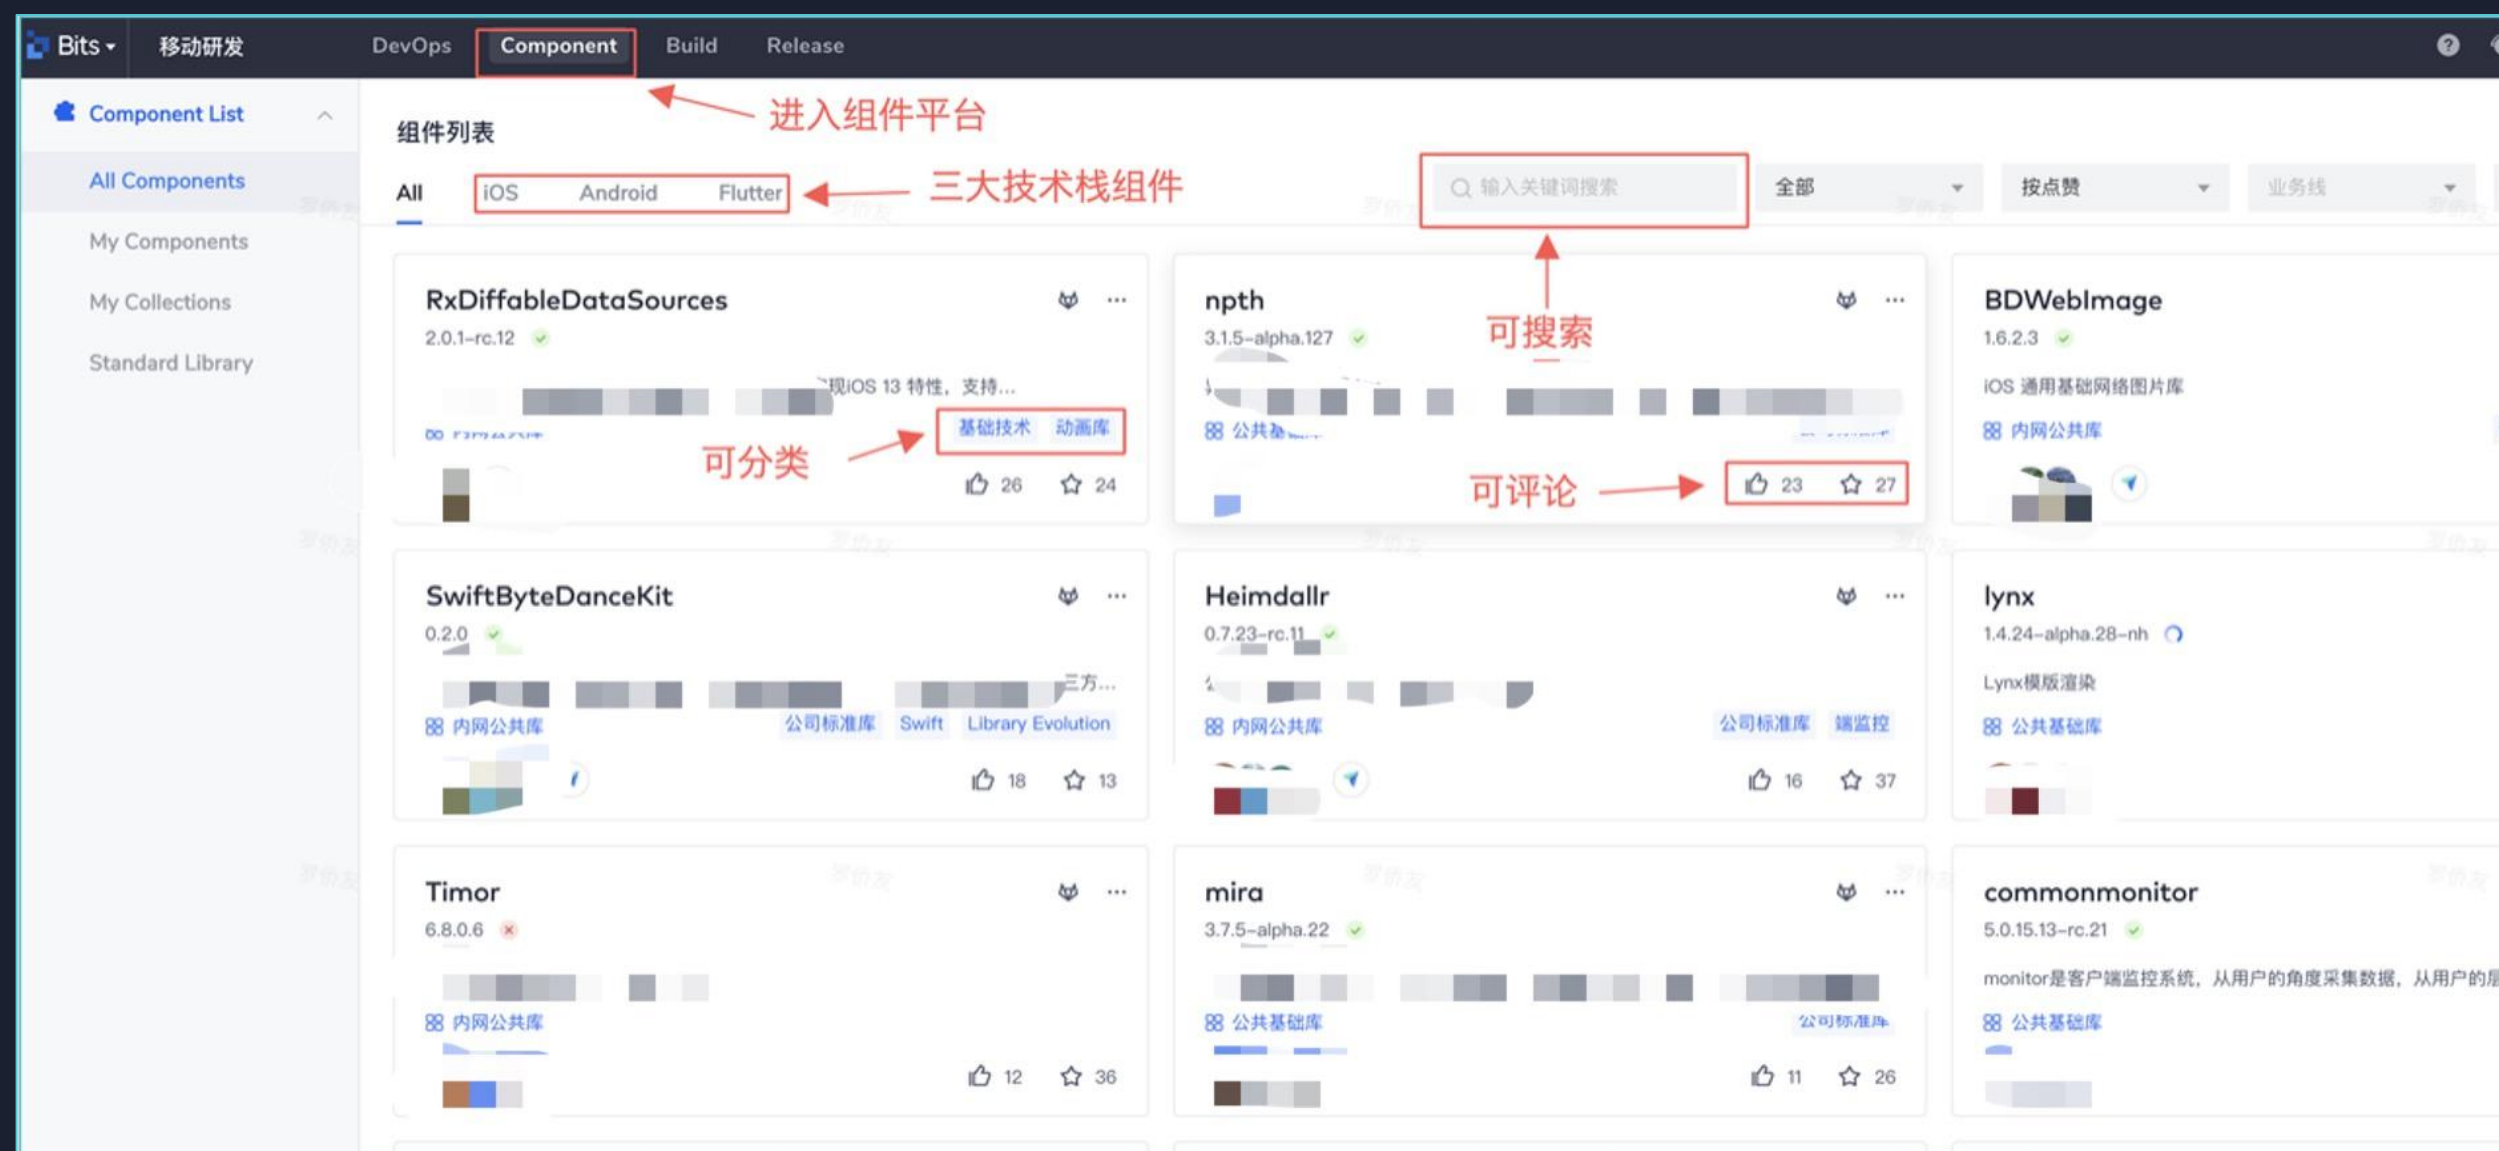 Bits 移动研发 DevOps Component Build Release
进入组件平台
Component List
All Components
My Components
My Collections
Standard Library
组件列表
All iOS Android Flutter
三大技术栈组件
输入关键词搜索 全部 按点赞 业务线
可搜索
RxDiffableDataSources
2.0.1-rc.12
现iOS 13 特性，支持...
基础技术 动画库
可分类
26 24
npth
3.1.5-alpha.127
公共基
可评论
23 27
BDWebImage
1.6.2.3
iOS 通用基础网络图片库
内网公共库
SwiftByteDanceKit
0.2.0
三方...
内网公共库 公司标准库 Swift Library Evolution
18 13
Heimdallr
0.7.23-rc.11
内网公共库 公司标准库 端监控
16 37
lynx
1.4.24-alpha.28-nh
Lynx模版渲染
公共基础库
Timor
6.8.0.6
内网公共库
12 36
mira
3.7.5-alpha.22
公共基础库 公司标准库
11 26
commonmonitor
5.0.15.13-rc.21
monitor是客户端监控系统，从用户的角度采集数据，从用户的
公共基础库